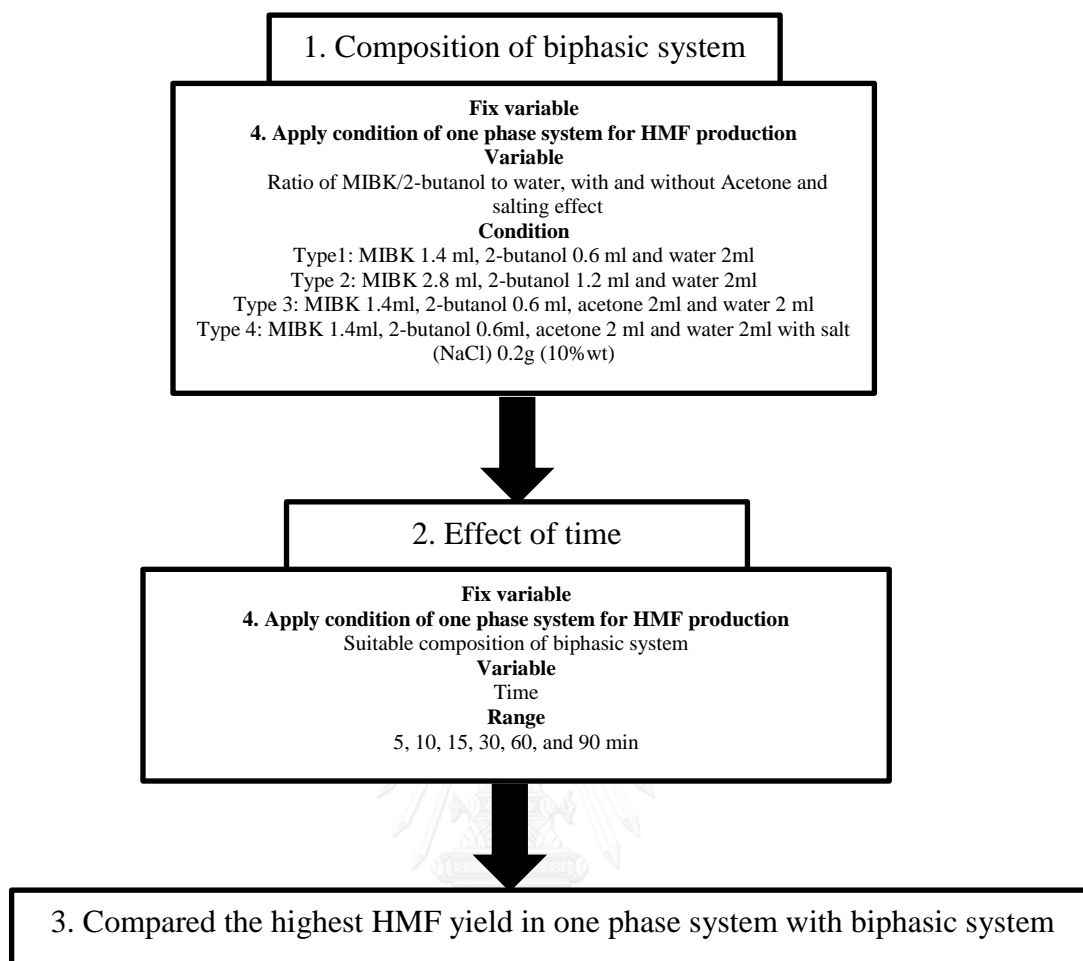 1. Composition of biphasic system
Fix variable
4. Apply condition of one phase system for HMF production
Variable
Ratio of MIBK/2-butanol to water, with and without Acetone and
salting effect
Condition
Type1: MIBK 1.4 ml, 2-butanol 0.6 ml and water 2ml
Type 2: MIBK 2.8 ml, 2-butanol 1.2 ml and water 2ml
Type 3: MIBK 1.4ml, 2-butanol 0.6 ml, acetone 2ml and water 2 ml
Type 4: MIBK 1.4ml, 2-butanol 0.6ml, acetone 2 ml and water 2ml with salt
(NaCl) 0.2g (10%wt)
2. Effect of time
Fix variable
4. Apply condition of one phase system for HMF production
Suitable composition of biphasic system
Variable
Time
Range
5, 10, 15, 30, 60, and 90 min
3. Compared the highest HMF yield in one phase system with biphasic system